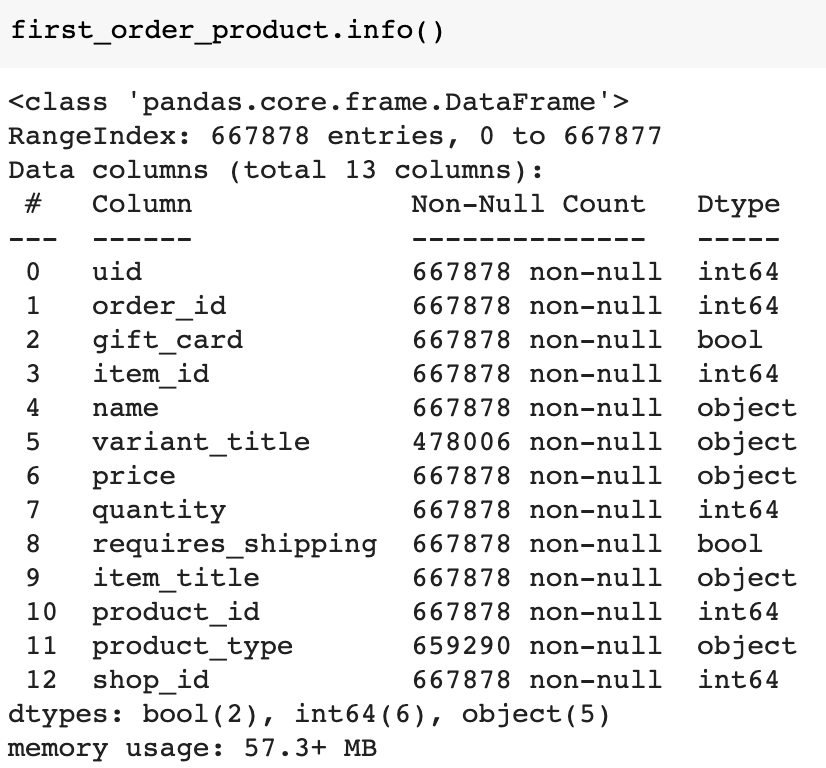 first_order_product.info()
<class 'pandas.core.frame.DataFrame'>
RangeIndex: 667878 entries, 0 to 667877
Data columns (total 13 columns):
 #   Column             Non-Null Count   Dtype
---  ------             --------------   -----
 0   uid                667878 non-null  int64
 1   order_id           667878 non-null  int64
 2   gift_card          667878 non-null  bool
 3   item_id            667878 non-null  int64
 4   name               667878 non-null  object
 5   variant_title      478006 non-null  object
 6   price              667878 non-null  object
 7   quantity           667878 non-null  int64
 8   requires_shipping  667878 non-null  bool
 9   item_title         667878 non-null  object
 10  product_id         667878 non-null  int64
 11  product_type       659290 non-null  object
 12  shop_id            667878 non-null  int64
dtypes: bool(2), int64(6), object(5)
memory usage: 57.3+ MB